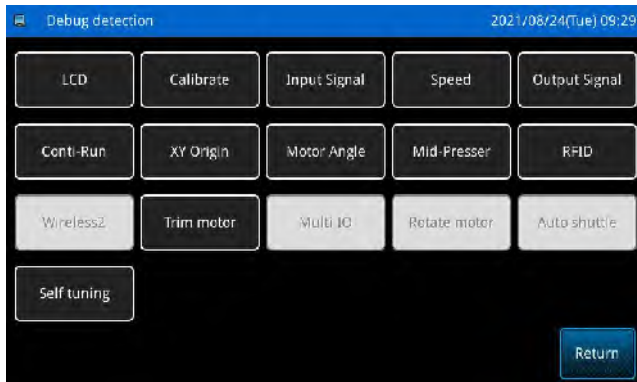 Debug detection 2021/08/24(Tue) 09:29
LCD Calibrate Input Signal Speed Output Signal
Conti-Run XY Origin Motor Angle Mid-Presser RFID
Wireless2 Trim motor Multi IO Rotate motor Auto shuttle
Self tuning
Return